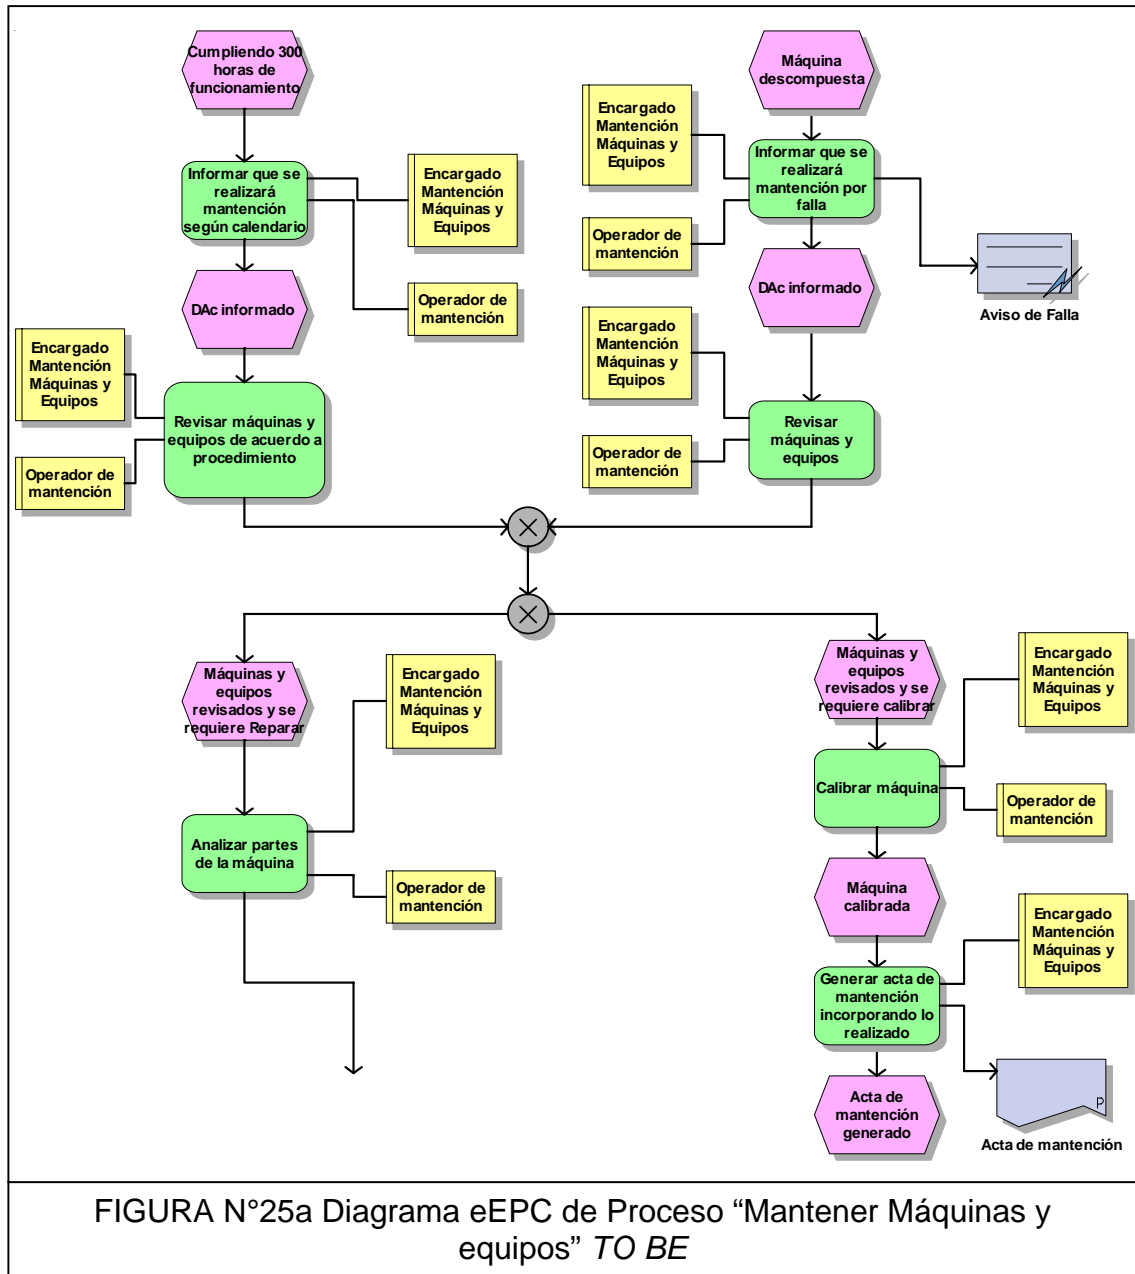 Cumpliendo 300
horas de
funcionamiento
Informar que se
realizará
mantención
según calendario
Encargado
Mantención
Máquinas y
Equipos
Operador de
mantención
DAc informado
Encargado
Mantención
Máquinas y
Equipos
Operador de
mantención
Revisar máquinas y
equipos de acuerdo a
procedimiento
Máquina
descompuesta
Encargado
Mantención
Máquinas y
Equipos
Informar que se
realizará
mantención por
falla
Operador de
mantención
Aviso de Falla
DAc informado
Encargado
Mantención
Máquinas y
Equipos
Operador de
mantención
Revisar
máquinas y
equipos
Máquinas y
equipos
revisados y se
requiere Reparar
Encargado
Mantención
Máquinas y
Equipos
Analizar partes
de la máquina
Operador de
mantención
Máquinas y
equipos
revisados y se
requiere calibrar
Encargado
Mantención
Máquinas y
Equipos
Calibrar máquina
Operador de
mantención
Máquina
calibrada
Encargado
Mantención
Máquinas y
Equipos
Generar acta de
mantención
incorporando lo
realizado
P
Acta de mantención
Acta de
mantención
generado
FIGURA N°25a Diagrama eEPC de Proceso “Mantener Máquinas y
equipos” TO BE